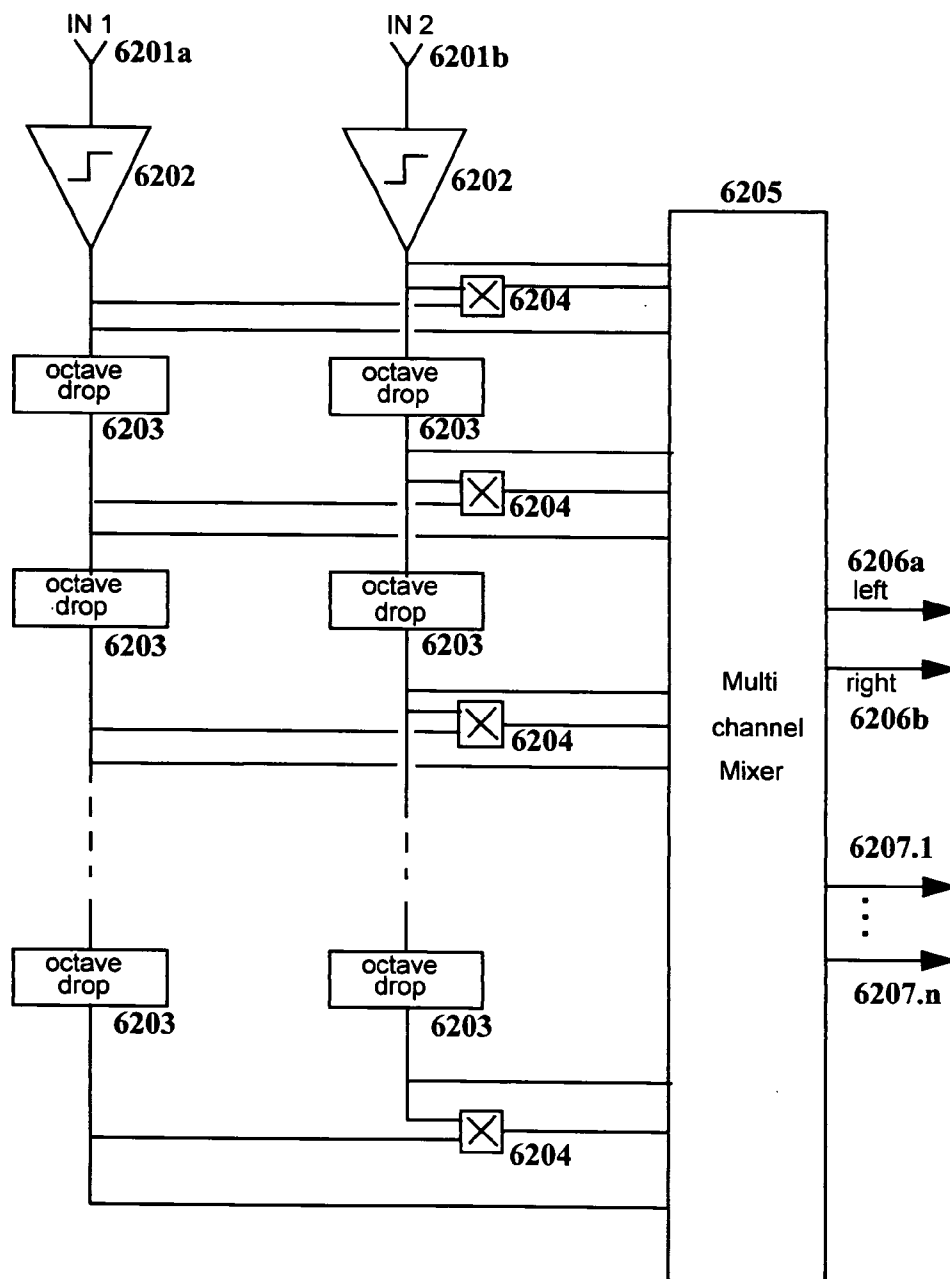 IN 1
6201a
IN 2
6201b
6202
6202
6205
6204
octave
drop
6203
octave
drop
6203
6204
octave
drop
6203
octave
drop
6203
6206a
left
right
6206b
Multi
channel
Mixer
6204
6207.1
6207.n
octave
drop
6203
octave
drop
6203
6204